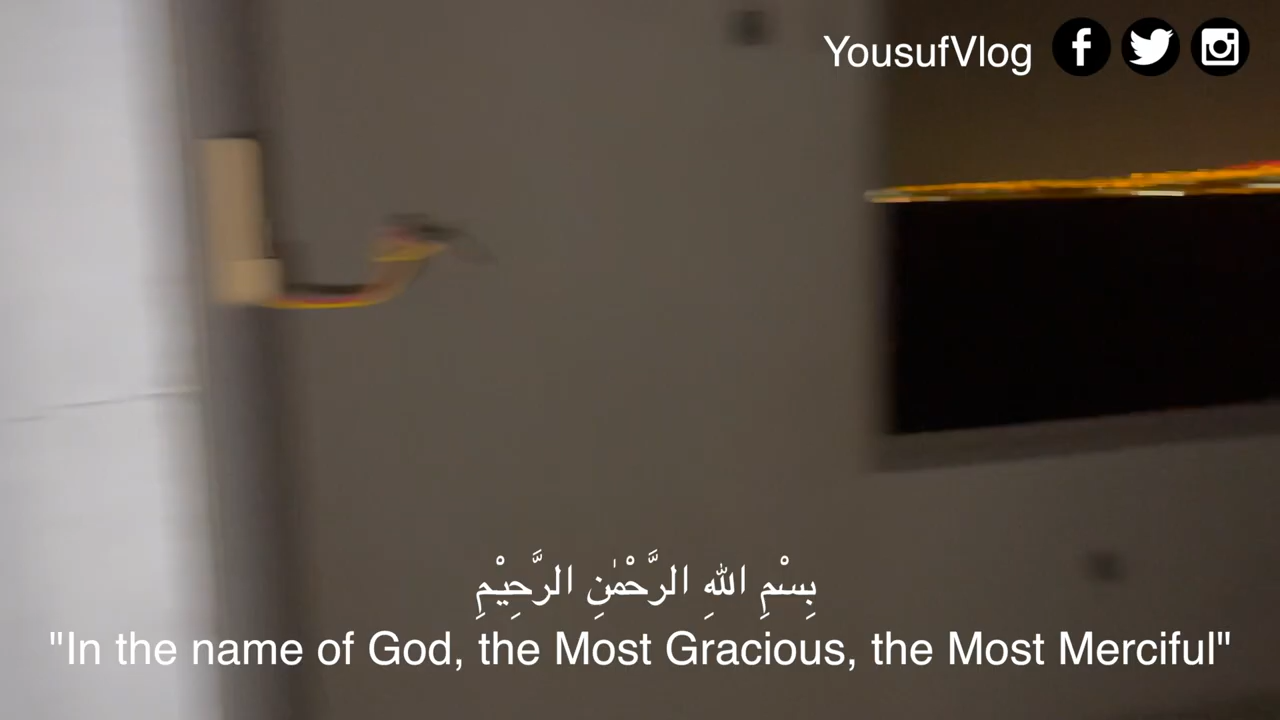 YousufVlog
بِسْمِ اللهِ الرَّحْمٰنِ الرَّحِيْمِ
"In the name of God, the Most Gracious, the Most Merciful"